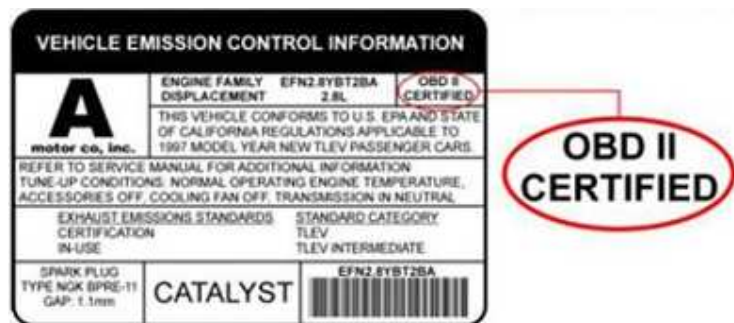 VEHICLE EMISSION CONTROL INFORMATION
A
motor co, inc.
ENGINE FAMILY EFN2.8YBT2BA
DISPLACEMENT 2.8L
OBD II
CERTIFIED
THIS VEHICLE CONFORMS TO U.S. EPA AND STATE
OF CALIFORNIA REGULATIONS APPLICABLE TO
1997 MODEL YEAR NEW TLEV PASSENGER CARS
REFER TO SERVICE MANUAL FOR ADDITIONAL INFORMATION
TUNE-UP CONDITIONS: NORMAL OPERATING ENGINE TEMPERATURE,
ACCESSORIES OFF, COOLING FAN OFF, TRANSMISSION IN NEUTRAL
EXHAUST EMISSIONS STANDARDS STANDARD CATEGORY
CERTIFICATION TLEV
IN-USE TLEV INTERMEDIATE
SPARK PLUG
TYPE NGK BPRE-11
GAP: 1.1mm
CATALYST
EFN2.8YBT2BA
OBD II
CERTIFIED